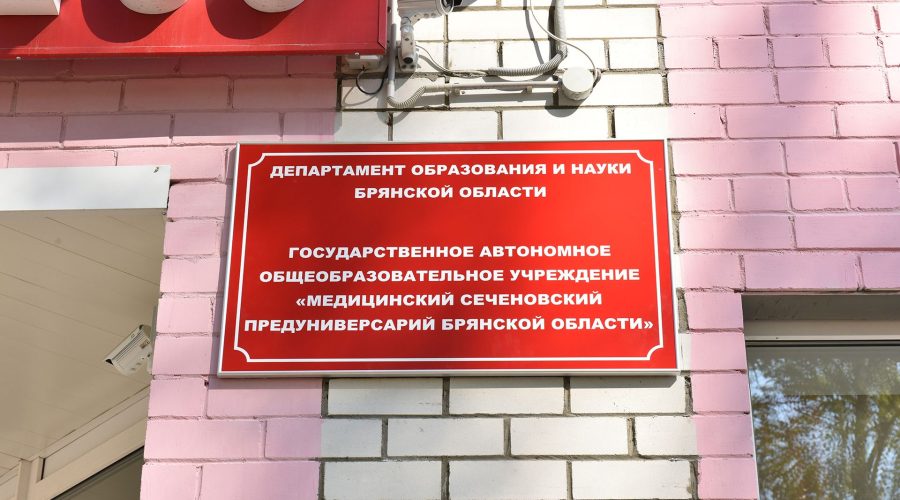 ДЕПАРТАМЕНТ ОБРАЗОВАНИЯ И НАУКИ
БРЯНСКОЙ ОБЛАСТИ
ГОСУДАРСТВЕННОЕ АВТОНОМНОЕ
ОБЩЕОБРАЗОВАТЕЛЬНОЕ УЧРЕЖДЕНИЕ
«МЕДИЦИНСКИЙ СЕЧЕНОВСКИЙ
ПРЕДУНИВЕРСАРИЙ БРЯНСКОЙ ОБЛАСТИ»